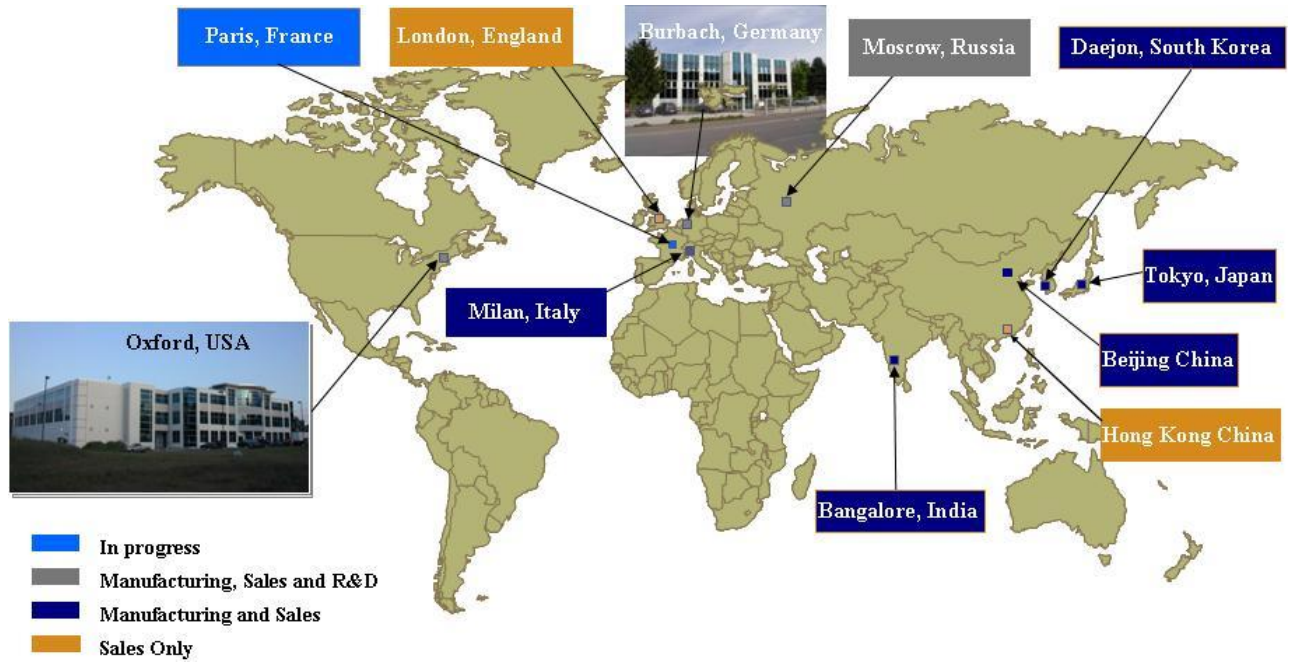 Paris, France
London, England
Burbach, Germany
Moscow, Russia
Daejon, South Korea
Tokyo, Japan
Milan, Italy
Oxford, USA
Beijing China
Hong Kong China
Bangalore, India
In progress
Manufacturing, Sales and R&D
Manufacturing and Sales
Sales Only